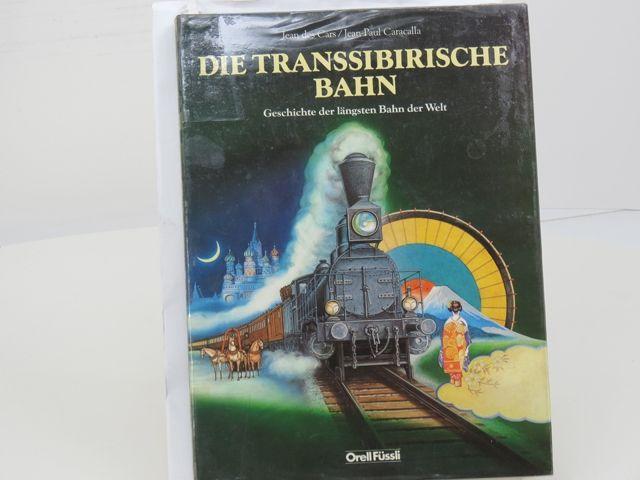 Jean des Cars/Jean-Paul Caracalla
DIE TRANSSIBIRISCHE
BAHN
Geschichte der längsten Bahn der Welt
Orell Füssli